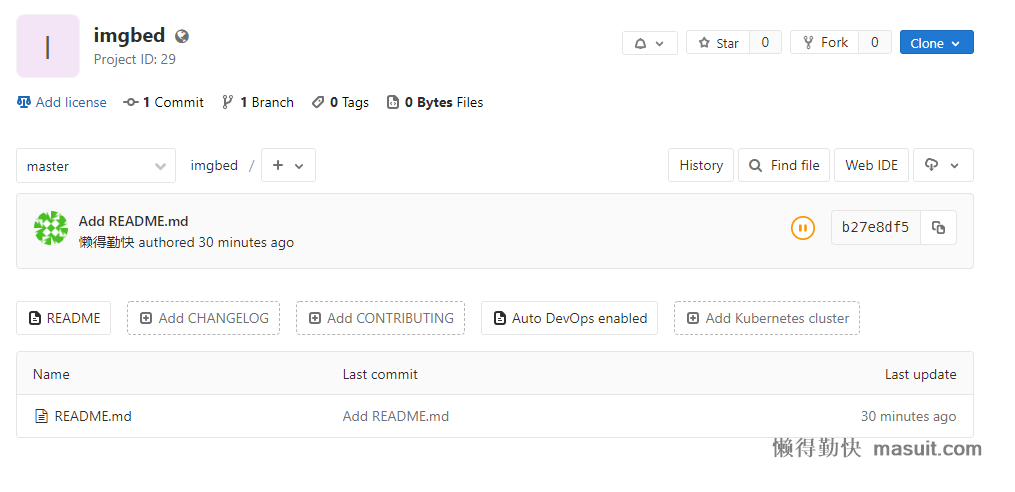 I
imgbed
Project ID: 29
Star 0 Fork 0 Clone
Add license 1 Commit 1 Branch 0 Tags 0 Bytes Files
master imgbed / + History Find file Web IDE
Add README.md
懒得勤快 authored 30 minutes ago
b27e8df5
README Add CHANGELOG Add CONTRIBUTING Auto DevOps enabled Add Kubernetes cluster
Name Last commit Last update
README.md Add README.md 30 minutes ago
懒得勤快 masuit.com